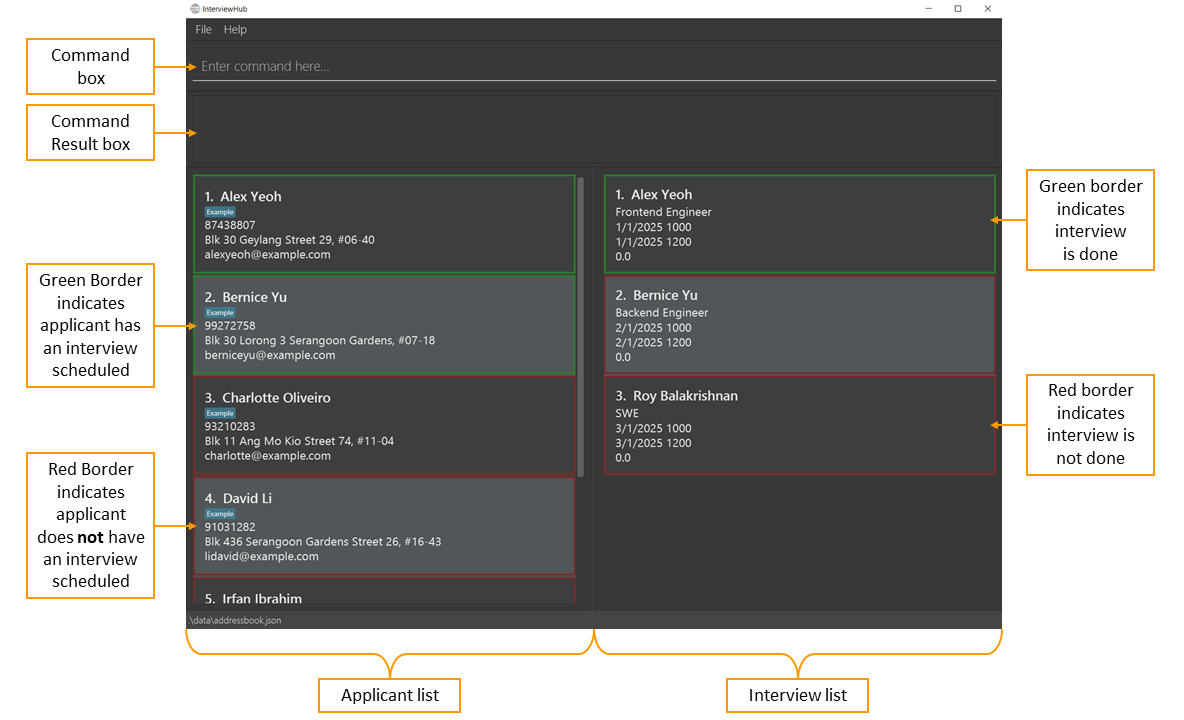 InterviewHub
File Help
Command
box
Enter command here...
Command
Result box
1. Alex Yeoh
Example
87438807
Blk 30 Geylang Street 29, #06-40
alexyeoh@example.com
Green Border
indicates
applicant has
an interview
scheduled
2. Bernice Yu
Example
99272758
Blk 30 Lorong 3 Serangoon Gardens, #07-18
berniceyu@example.com
3. Charlotte Oliveiro
Example
93210283
Blk 11 Ang Mo Kio Street 74, #11-04
charlotte@example.com
Red Border
indicates
applicant
does not have
an interview
scheduled
4. David Li
Example
91031282
Blk 436 Serangoon Gardens Street 26, #16-43
lidavid@example.com
5. Irfan Ibrahim
1. Alex Yeoh
Frontend Engineer
1/1/2025 1000
1/1/2025 1200
0.0
Green border
indicates
interview
is done
2. Bernice Yu
Backend Engineer
2/1/2025 1000
2/1/2025 1200
0.0
3. Roy Balakrishnan
SWE
3/1/2025 1000
3/1/2025 1200
0.0
Red border
indicates
interview is
not done
.\data\addressbook.json
Applicant list
Interview list